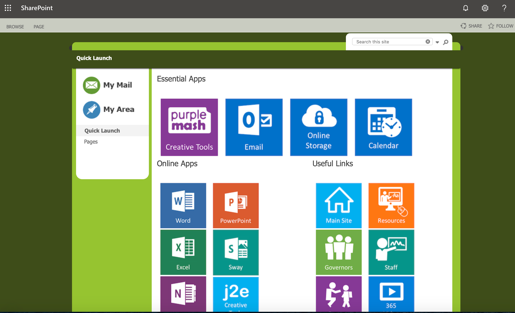 SharePoint
BROWSE PAGE
SHARE FOLLOW
Search this site
Quick Launch
My Mail
My Area
Quick Launch
Pages
Essential Apps
purple
mash
Creative Tools
Email
Online
Storage
Calendar
Online Apps
Useful Links
Word
PowerPoint
Main Site
Resources
Excel
Sway
Governors
Staff
j2e
Creative
365